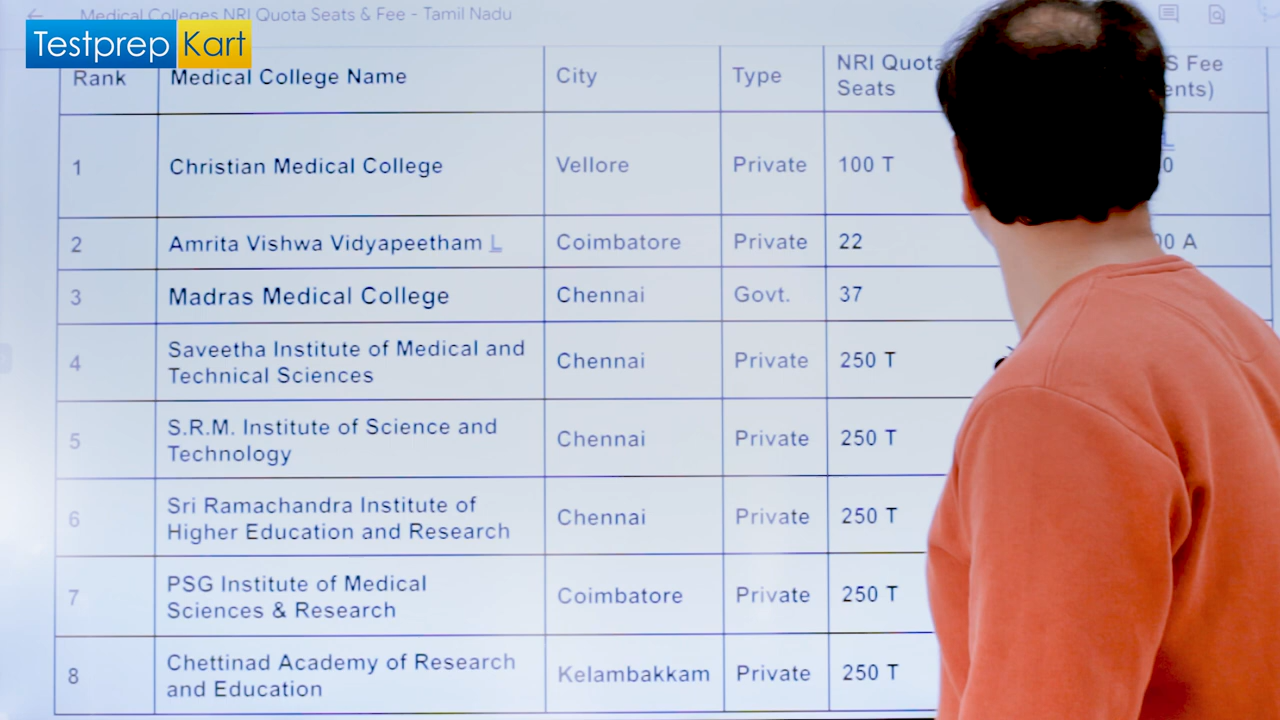 Medical Colleges NRI Quota Seats & Fee - Tamil Nadu
Testprep Kart
Rank Medical College Name City Type NRI Quota Seats Fee
1 Christian Medical College Vellore Private 100 T
2 Amrita Vishwa Vidyapeetham L Coimbatore Private 22 A
3 Madras Medical College Chennai Govt. 37
4 Saveetha Institute of Medical and
Technical Sciences Chennai Private 250 T
5 S.R.M. Institute of Science and
Technology Chennai Private 250 T
6 Sri Ramachandra Institute of
Higher Education and Research Chennai Private 250 T
7 PSG Institute of Medical
Sciences & Research Coimbatore Private 250 T
8 Chettinad Academy of Research
and Education Kelambakkam Private 250 T